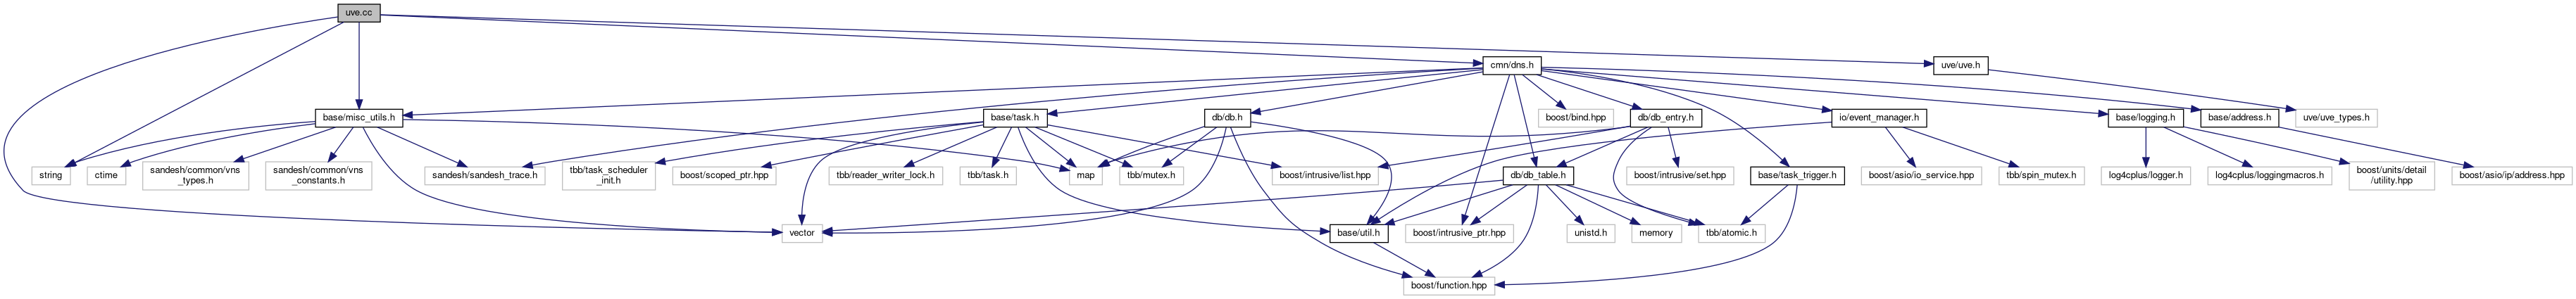 uve.cc
cmn/dns.h
uve/uve.h
base/misc_utils.h
base/task.h
db/db.h
boost/bind.hpp
db/db_entry.h
io/event_manager.h
base/logging.h
base/address.h
uve/uve_types.h
string
ctime
sandesh/common/vns
_types.h
sandesh/common/vns
_constants.h
sandesh/sandesh_trace.h
tbb/task_scheduler
_init.h
boost/scoped_ptr.hpp
tbb/reader_writer_lock.h
tbb/task.h
map
tbb/mutex.h
boost/intrusive/list.hpp
db/db_table.h
boost/intrusive/set.hpp
base/task_trigger.h
boost/asio/io_service.hpp
tbb/spin_mutex.h
log4cplus/logger.h
log4cplus/loggingmacros.h
boost/units/detail
/utility.hpp
boost/asio/ip/address.hpp
vector
base/util.h
boost/intrusive_ptr.hpp
unistd.h
memory
tbb/atomic.h
boost/function.hpp